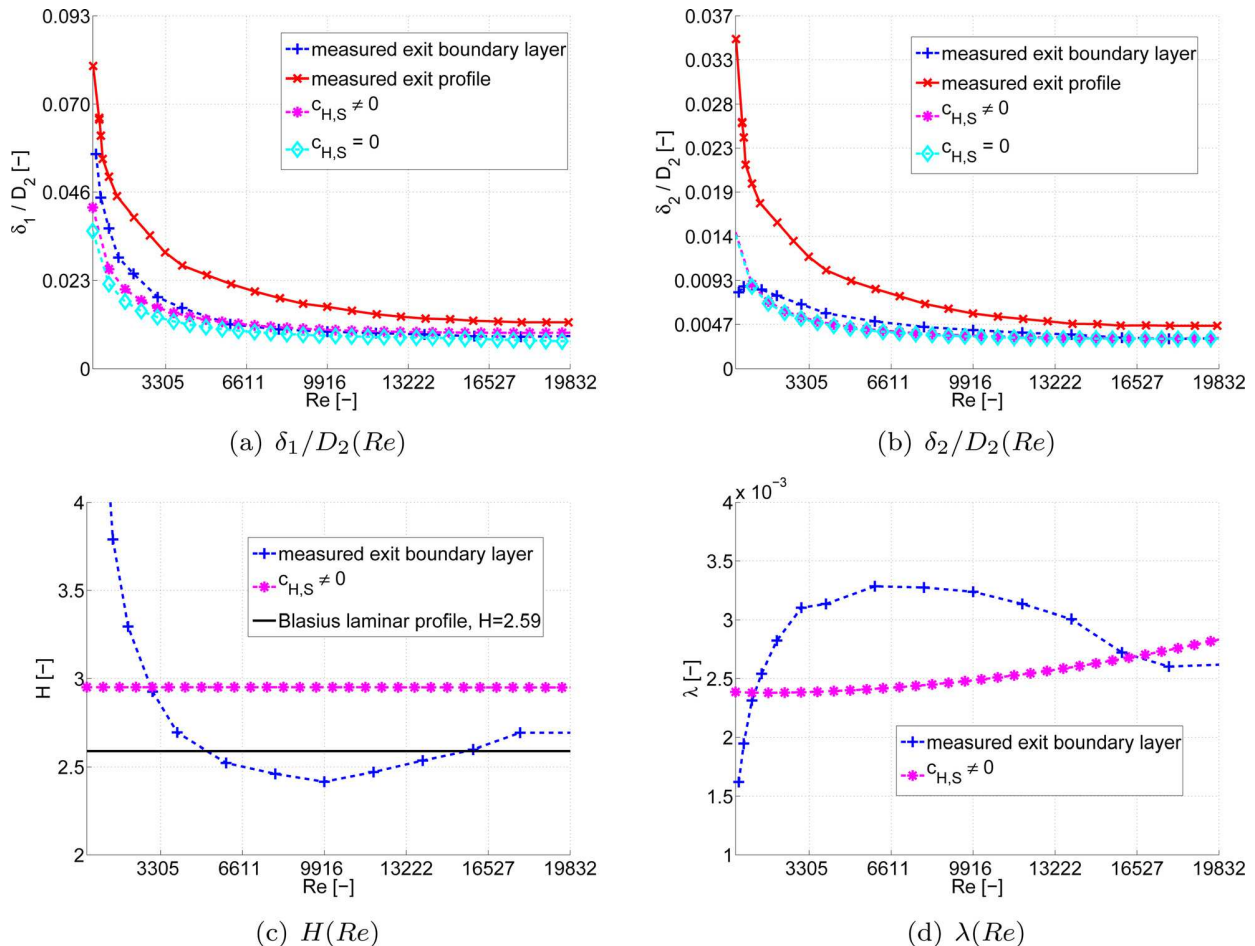 0.093
0.070
0.046
0.023
0
δ₁ / D₂ [−]
measured exit boundary layer
measured exit profile
c_H,S ≠ 0
c_H,S = 0
3305 6611 9916 13222 16527 19832
Re [−]
(a) δ₁/D₂(Re)
0.037
0.033
0.028
0.023
0.019
0.014
0.0093
0.0047
0
δ₂ / D₂ [−]
measured exit boundary layer
measured exit profile
c_H,S ≠ 0
c_H,S = 0
3305 6611 9916 13222 16527 19832
Re [−]
(b) δ₂/D₂(Re)
4
3.5
3
2.5
2
H [−]
measured exit boundary layer
c_H,S ≠ 0
Blasius laminar profile, H=2.59
3305 6611 9916 13222 16527 19832
Re [−]
(c) H(Re)
x 10⁻³
4
3.5
3
2.5
2
1.5
1
λ [−]
measured exit boundary layer
c_H,S ≠ 0
3305 6611 9916 13222 16527 19832
Re [−]
(d) λ(Re)